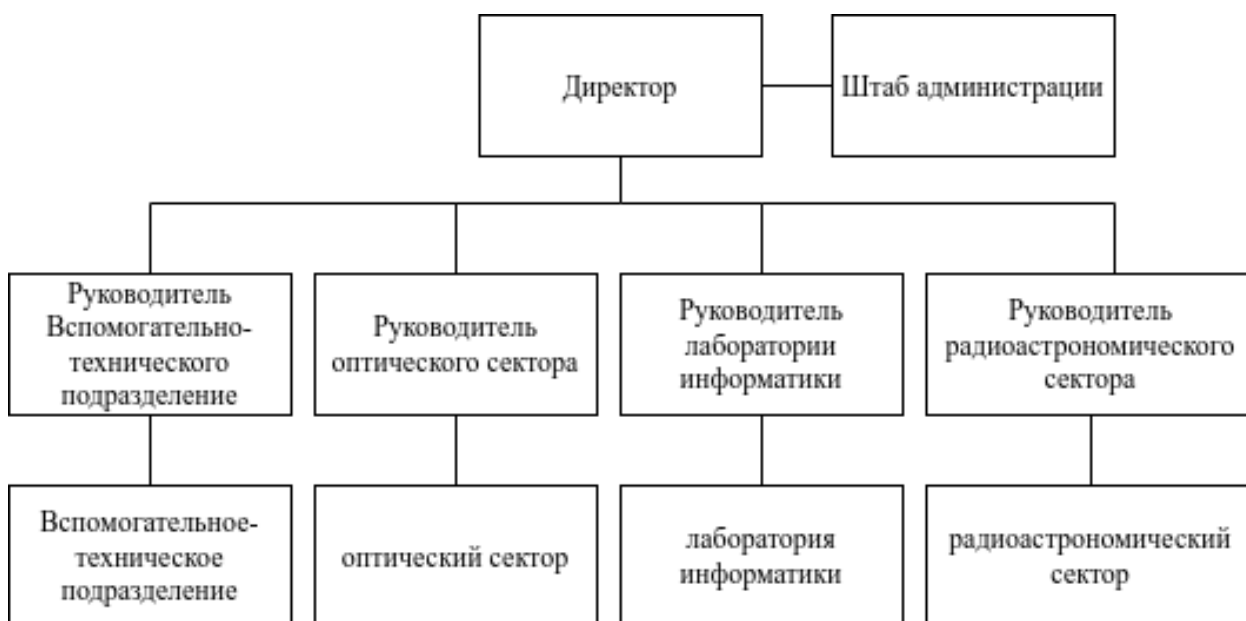 Директор
Штаб администрации
Руководитель
Вспомогательно-
технического
подразделение
Руководитель
оптического сектора
Руководитель
лаборатории
информатики
Руководитель
радиоастрономического
сектора
Вспомогательное-
техническое
подразделение
оптический сектор
лаборатория
информатики
радиоастрономический
сектор